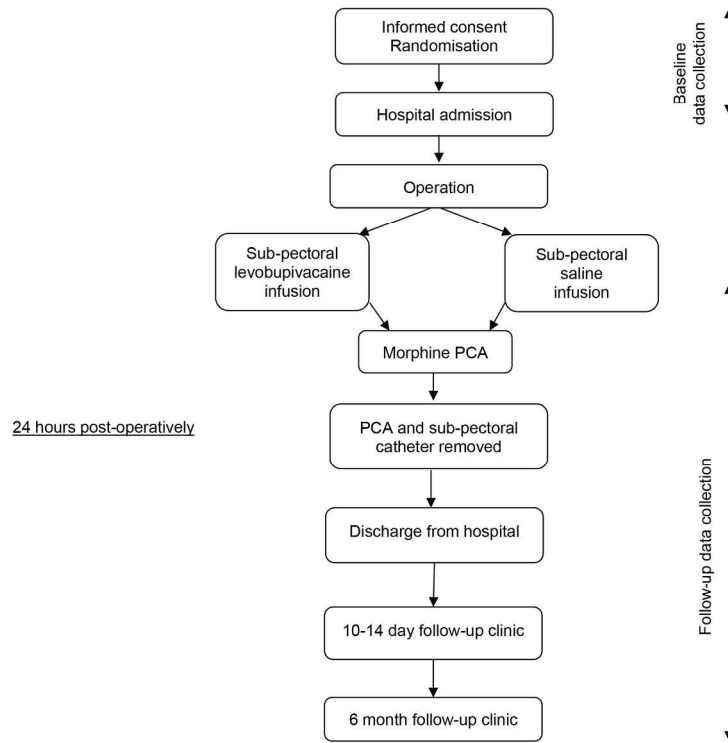 Informed consent
Randomisation
Baseline
data collection
Hospital admission
Operation
Sub-pectoral
levobupivacaine
infusion
Sub-pectoral
saline
infusion
Morphine PCA
24 hours post-operatively
PCA and sub-pectoral
catheter removed
Discharge from hospital
Follow-up data collection
10-14 day follow-up clinic
6 month follow-up clinic